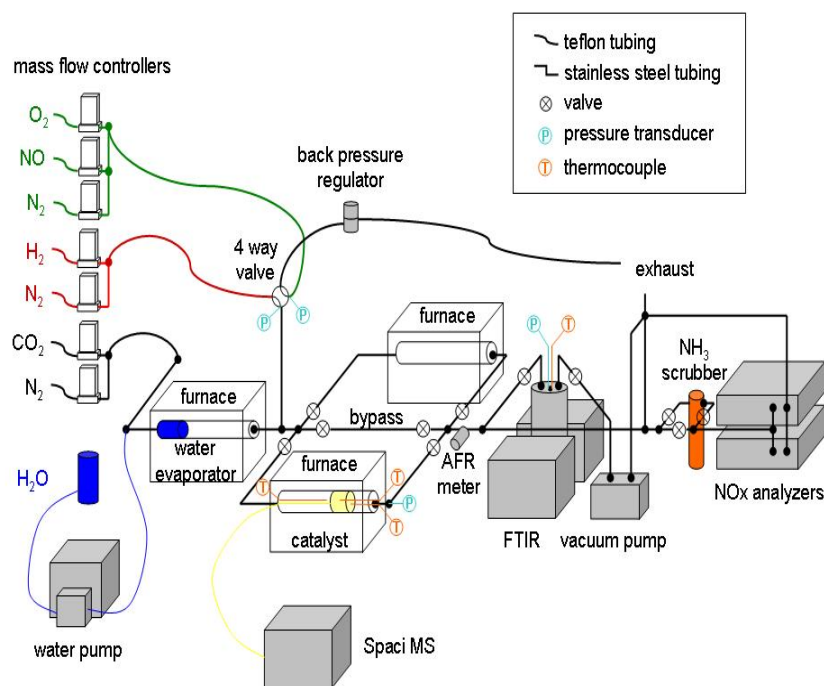 teflon tubing
stainless steel tubing
valve
P
pressure transducer
T
thermocouple
mass flow controllers
O₂
NO
N₂
H₂
N₂
CO₂
N₂
back pressure
regulator
4 way
valve
P
P
exhaust
furnace
P
T
NH₃
scrubber
furnace
bypass
water
evaporator
AFR
meter
H₂O
furnace
T
T
P
T
catalyst
FTIR
vacuum pump
NOx analyzers
water pump
Spaci MS